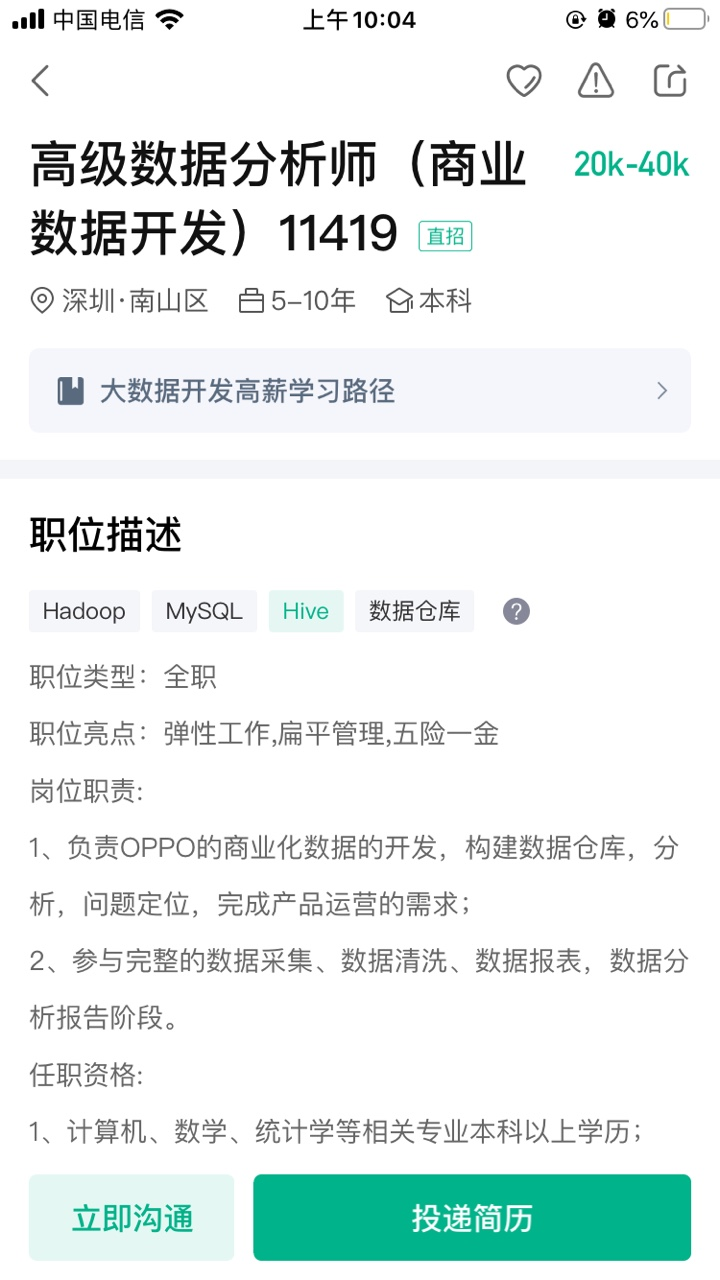 中国电信 上午10:04 6%
高级数据分析师（商业 20k-40k
数据开发）11419 直招
深圳·南山区 5-10年 本科
大数据开发高薪学习路径
职位描述
Hadoop MySQL Hive 数据仓库 ?
职位类型：全职
职位亮点：弹性工作,扁平管理,五险一金
岗位职责:
1、负责OPPO的商业化数据的开发，构建数据仓库，分
析，问题定位，完成产品运营的需求；
2、参与完整的数据采集、数据清洗、数据报表，数据分
析报告阶段。
任职资格:
1、计算机、数学、统计学等相关专业本科以上学历；
立即沟通 投递简历